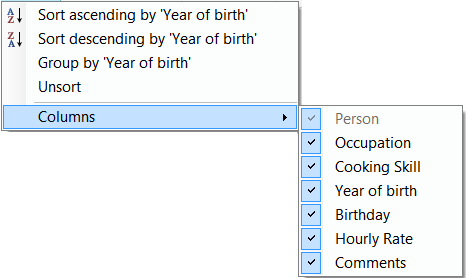 Sort ascending by 'Year of birth'
Sort descending by 'Year of birth'
Group by 'Year of birth'
Unsort
Columns
Person
Occupation
Cooking Skill
Year of birth
Birthday
Hourly Rate
Comments